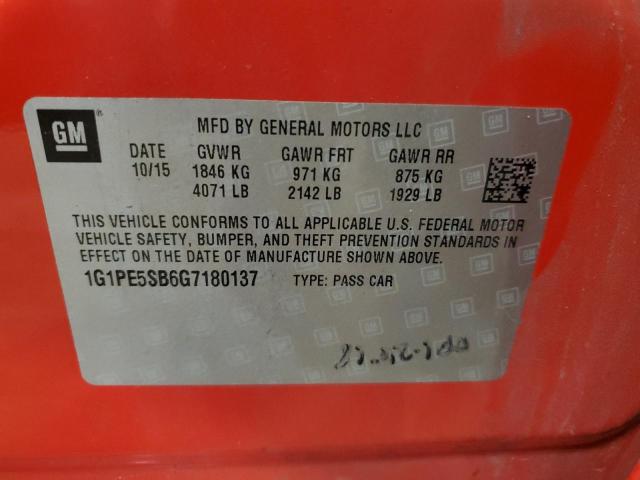 GM®
MFD BY GENERAL MOTORS LLC
DATE GVWR GAWR FRT GAWR RR
10/15 1846 KG 971 KG 875 KG
4071 LB 2142 LB 1929 LB
THIS VEHICLE CONFORMS TO ALL APPLICABLE U.S. FEDERAL MOTOR
VEHICLE SAFETY, BUMPER, AND THEFT PREVENTION STANDARDS IN
EFFECT ON THE DATE OF MANUFACTURE SHOWN ABOVE.
1G1PE5SB6G7180137 TYPE: PASS CAR